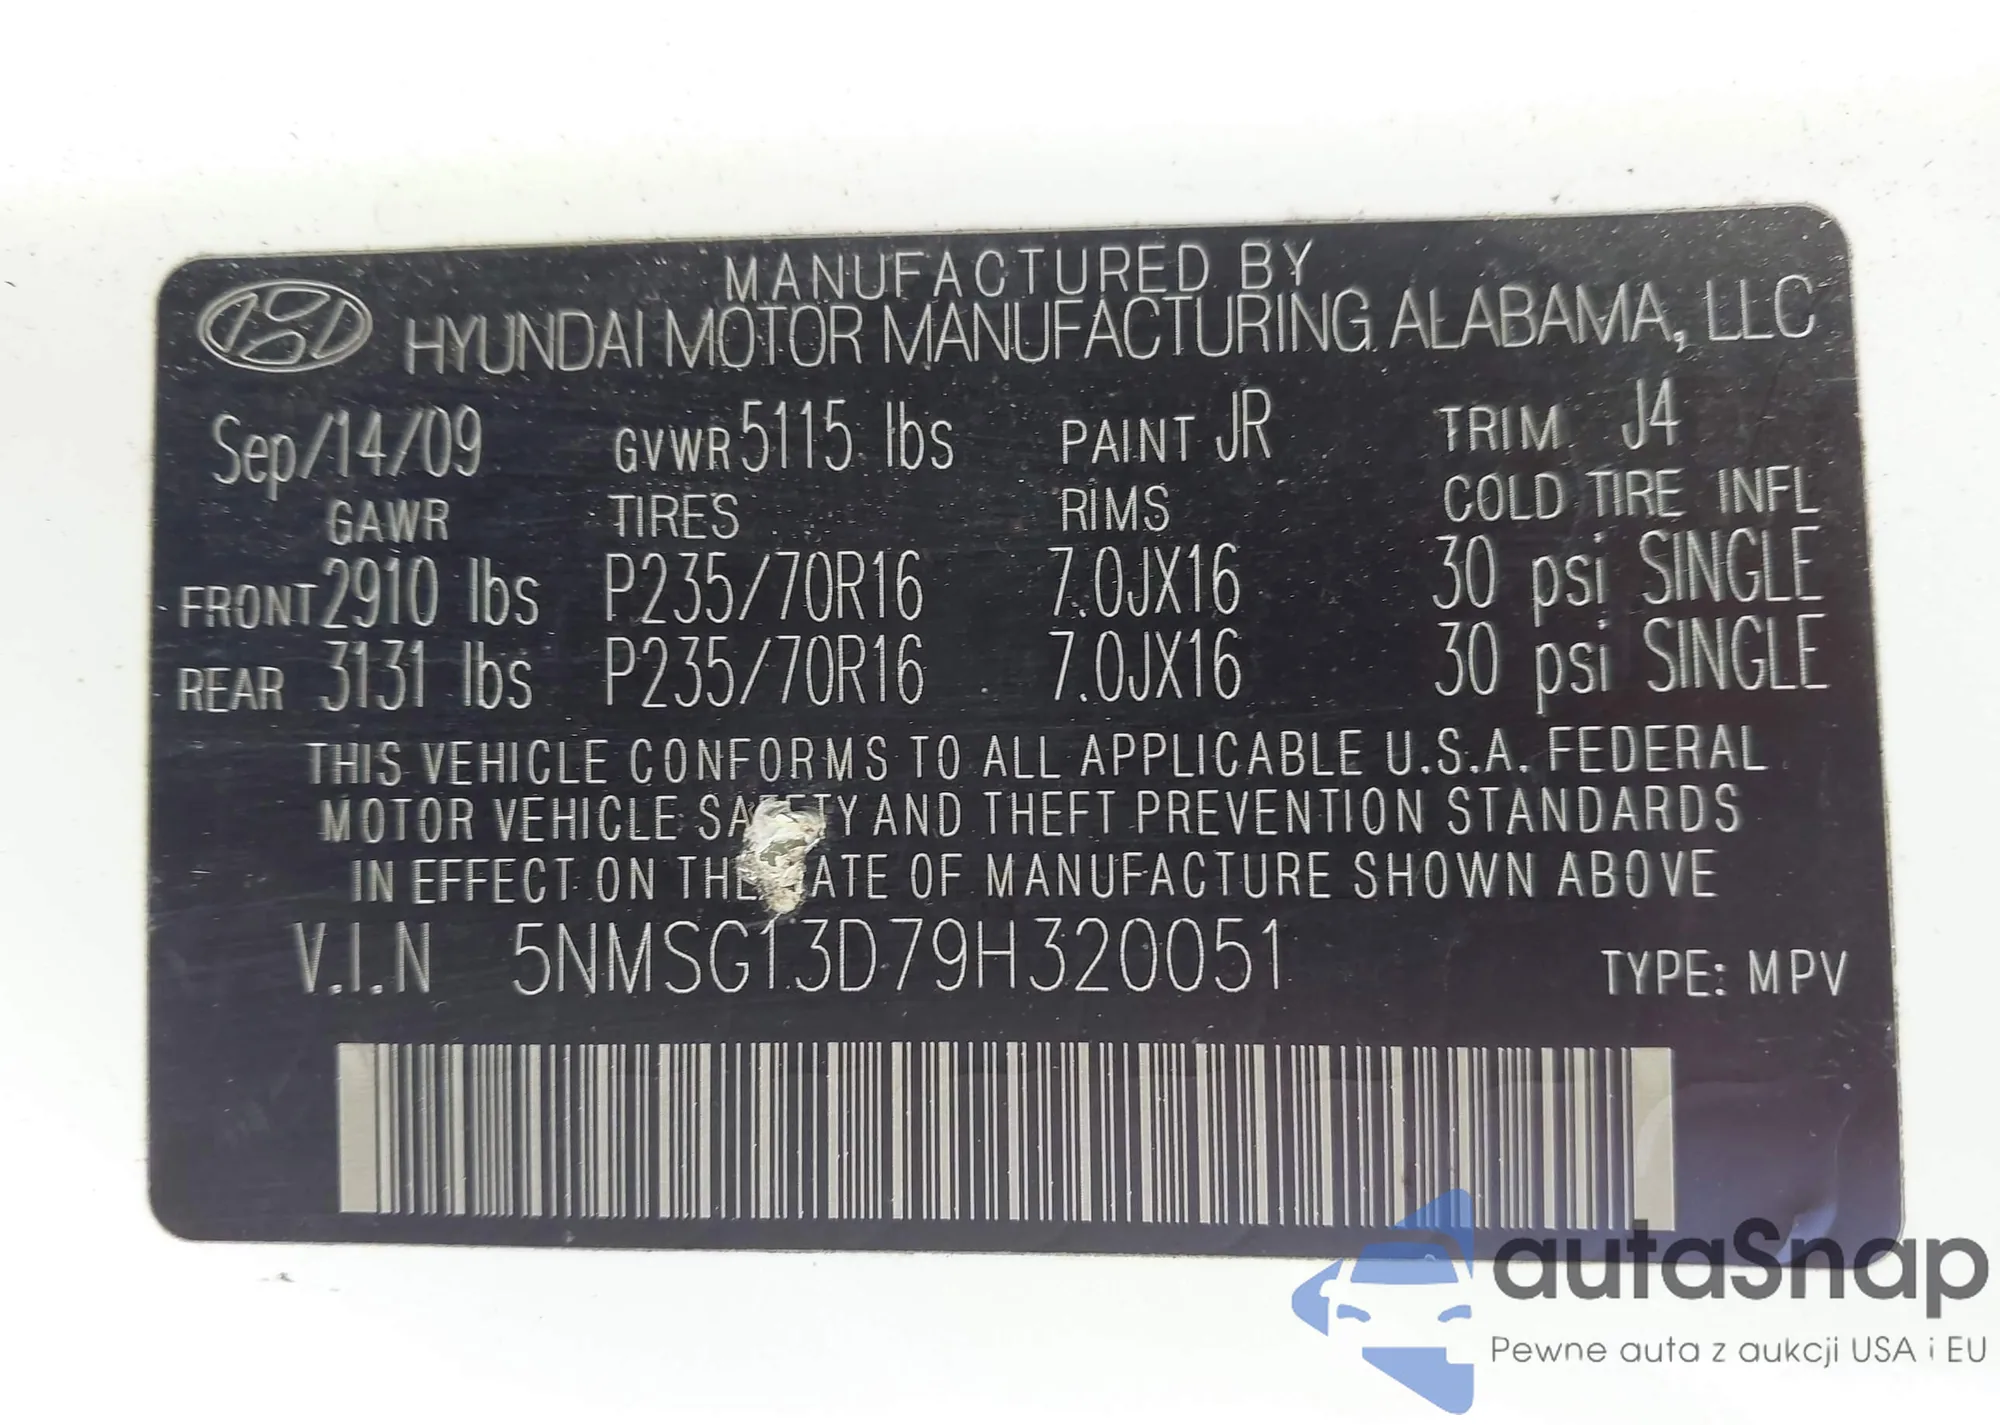 MANUFACTURED BY
HYUNDAI MOTOR MANUFACTURING ALABAMA, LLC
Sep/14/09 GVWR 5115 lbs PAINT JR TRIM J4
GAWR TIRES RIMS COLD TIRE INFL
FRONT 2910 lbs P235/70R16 7.0JX16 30 psi SINGLE
REAR 3131 lbs P235/70R16 7.0JX16 30 psi SINGLE
THIS VEHICLE CONFORMS TO ALL APPLICABLE U.S.A. FEDERAL
MOTOR VEHICLE SAFETY AND THEFT PREVENTION STANDARDS
IN EFFECT ON THE DATE OF MANUFACTURE SHOWN ABOVE
V.I.N 5NMSG13D79H320051 TYPE: MPV
autaSnap
Pewne auta z aukcji USA i EU